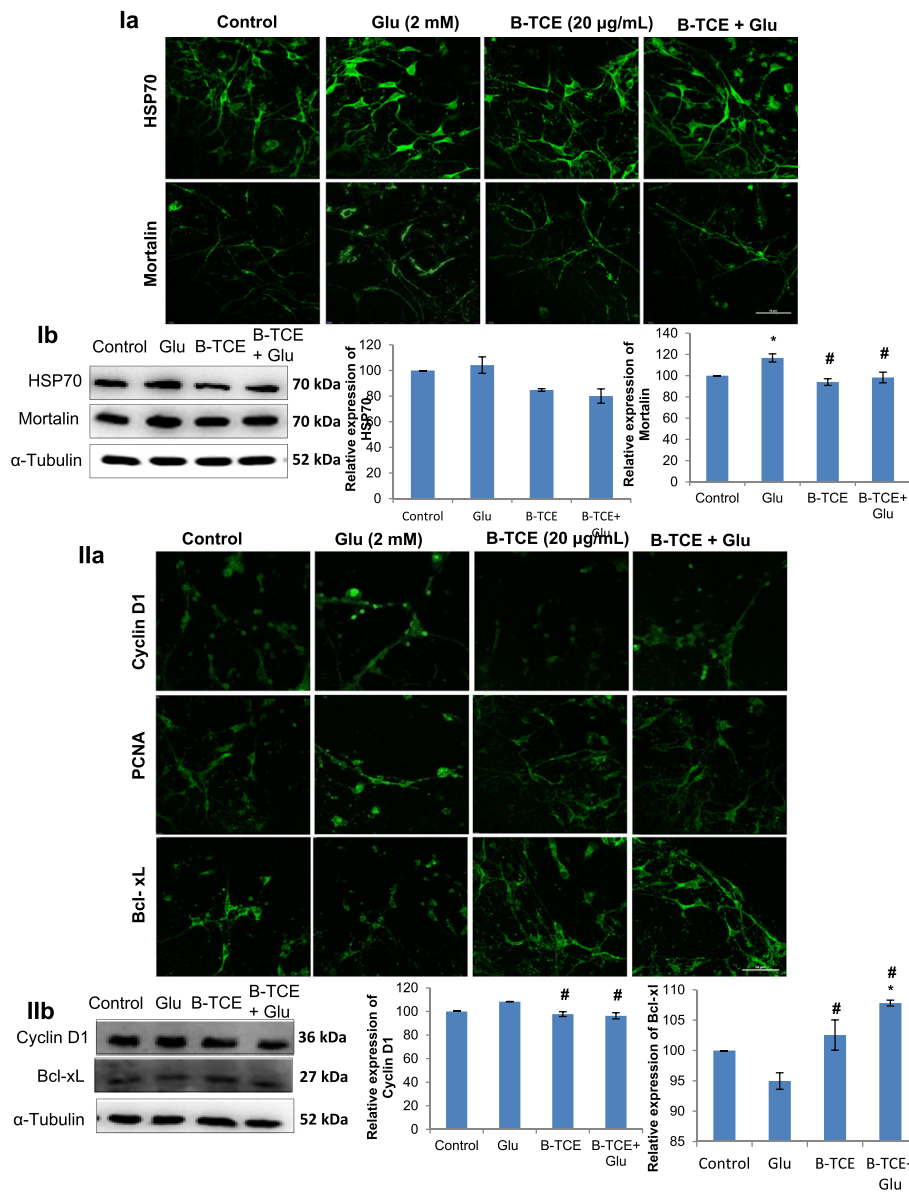 Ia
Control Glu (2 mM) B-TCE (20 µg/mL) B-TCE + Glu
HSP70
Mortalin
Ib
Control Glu B-TCE B-TCE + Glu
HSP70 70 kDa
Mortalin 70 kDa
α-Tubulin 52 kDa
Relative expression of HSP70
120
100
80
60
40
20
0
Control Glu B-TCE B-TCE+ Glu
Relative expression of Mortalin
140
120
100
80
60
40
20
0
* # #
Control Glu B-TCE B-TCE+ Glu
IIa
Control Glu (2 mM) B-TCE (20 µg/mL) B-TCE + Glu
Cyclin D1
PCNA
Bcl- xL
IIb
Control Glu B-TCE B-TCE + Glu
Cyclin D1 36 kDa
Bcl-xL 27 kDa
α-Tubulin 52 kDa
Relative expression of Cyclin D1
120
100
80
60
40
20
0
# #
Control Glu B-TCE B-TCE+ Glu
Relative expression of Bcl-xl
110
105
100
95
90
85
# # *
Control Glu B-TCE B-TCE+ Glu